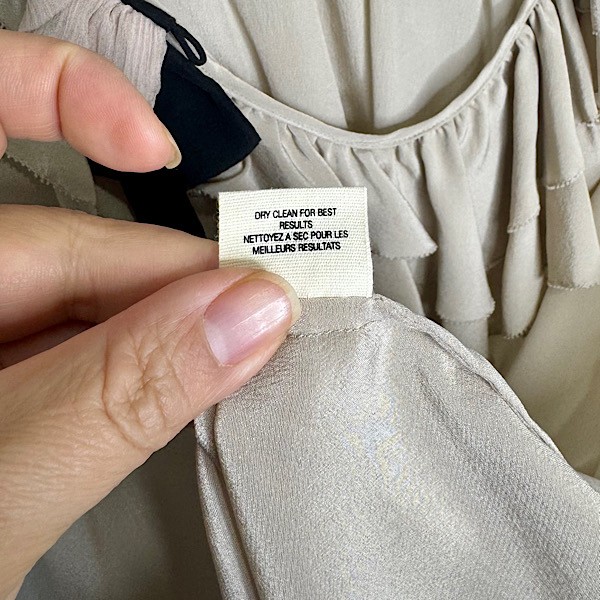 DRY CLEAN FOR BEST
RESULTS
NETTOYEZ A SEC POUR LES
MEILLEURS RESULTATS